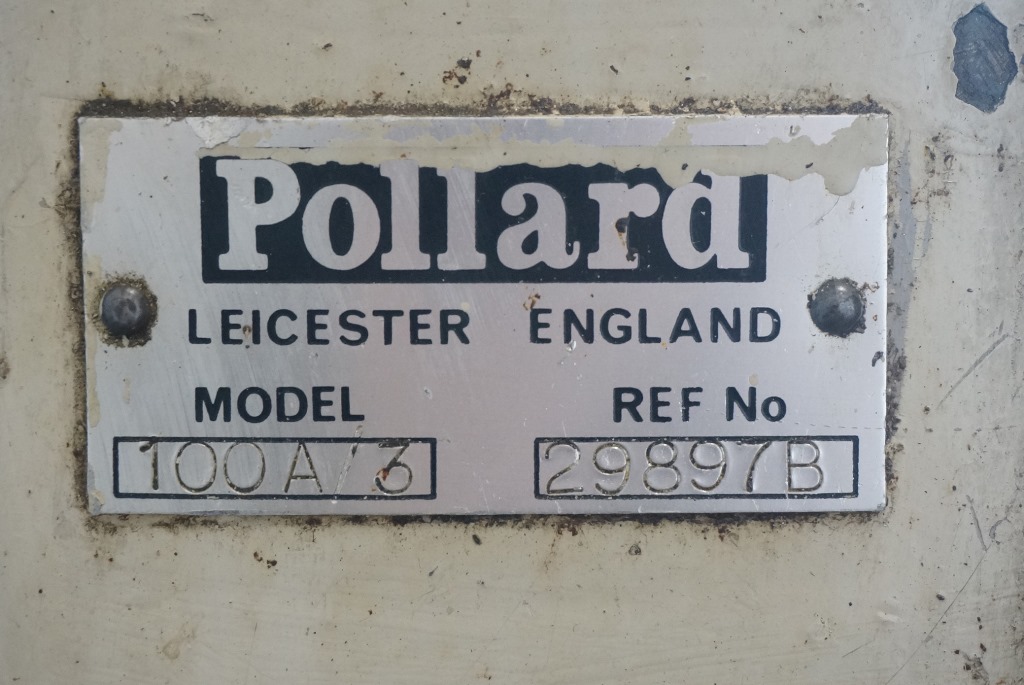 Pollard
LEICESTER ENGLAND
MODEL REF No
100A/3 29897B